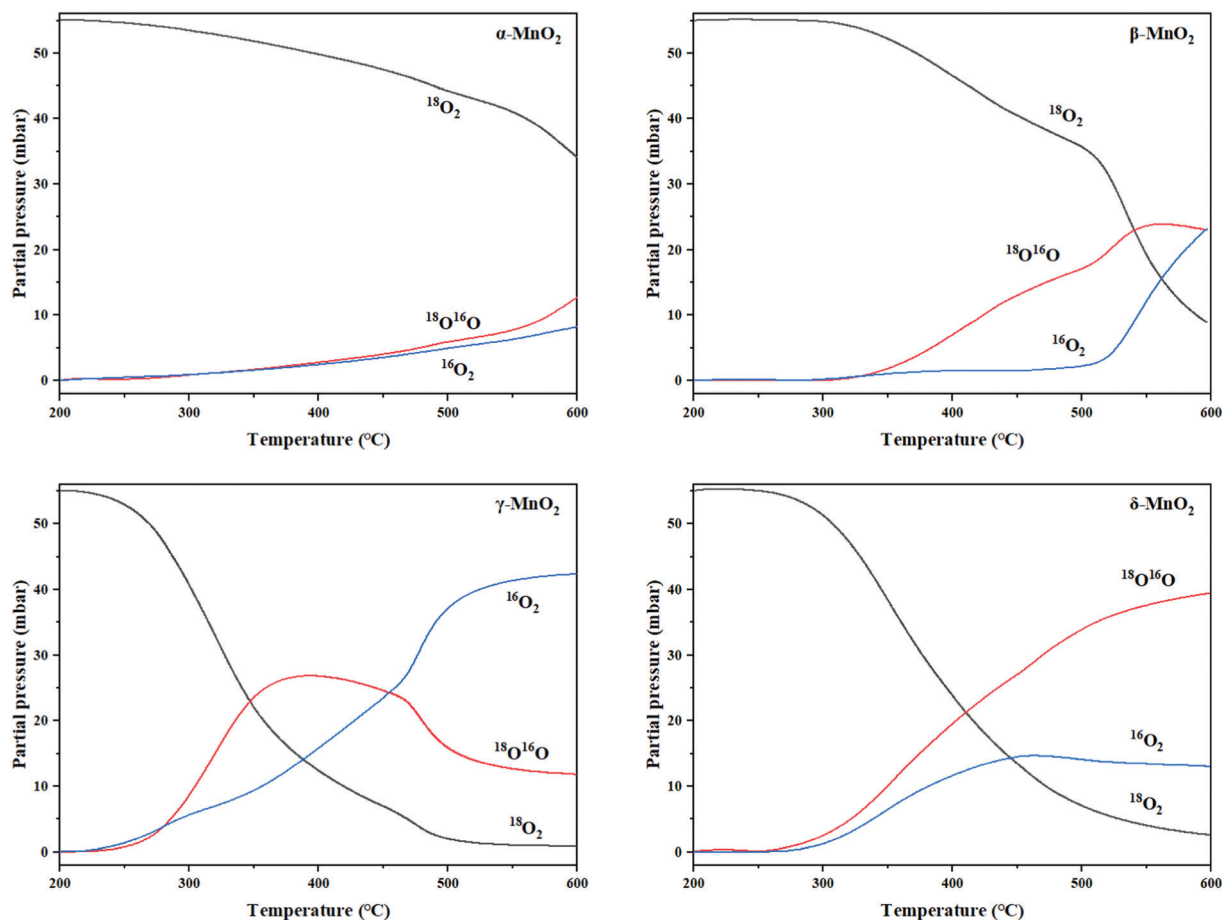 α-MnO₂
50
40
30
20
10
0
Partial pressure (mbar)
¹⁸O₂
¹⁸O¹⁶O
¹⁶O₂
200 300 400 500 600
Temperature (°C)
β-MnO₂
50
40
30
20
10
0
Partial pressure (mbar)
¹⁸O₂
¹⁸O¹⁶O
¹⁶O₂
200 300 400 500 600
Temperature (°C)
γ-MnO₂
50
40
30
20
10
0
Partial pressure (mbar)
¹⁶O₂
¹⁸O¹⁶O
¹⁸O₂
200 300 400 500 600
Temperature (°C)
δ-MnO₂
50
40
30
20
10
0
Partial pressure (mbar)
¹⁸O¹⁶O
¹⁶O₂
¹⁸O₂
200 300 400 500 600
Temperature (°C)